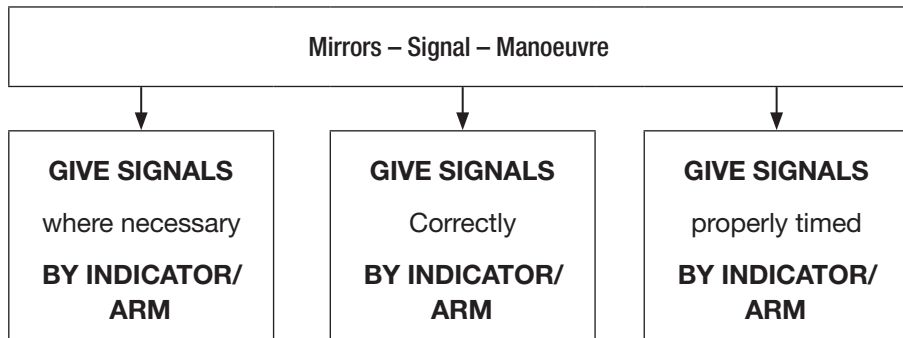 Mirrors – Signal – Manoeuvre
GIVE SIGNALS
where necessary
BY INDICATOR/
ARM
GIVE SIGNALS
Correctly
BY INDICATOR/
ARM
GIVE SIGNALS
properly timed
BY INDICATOR/
ARM